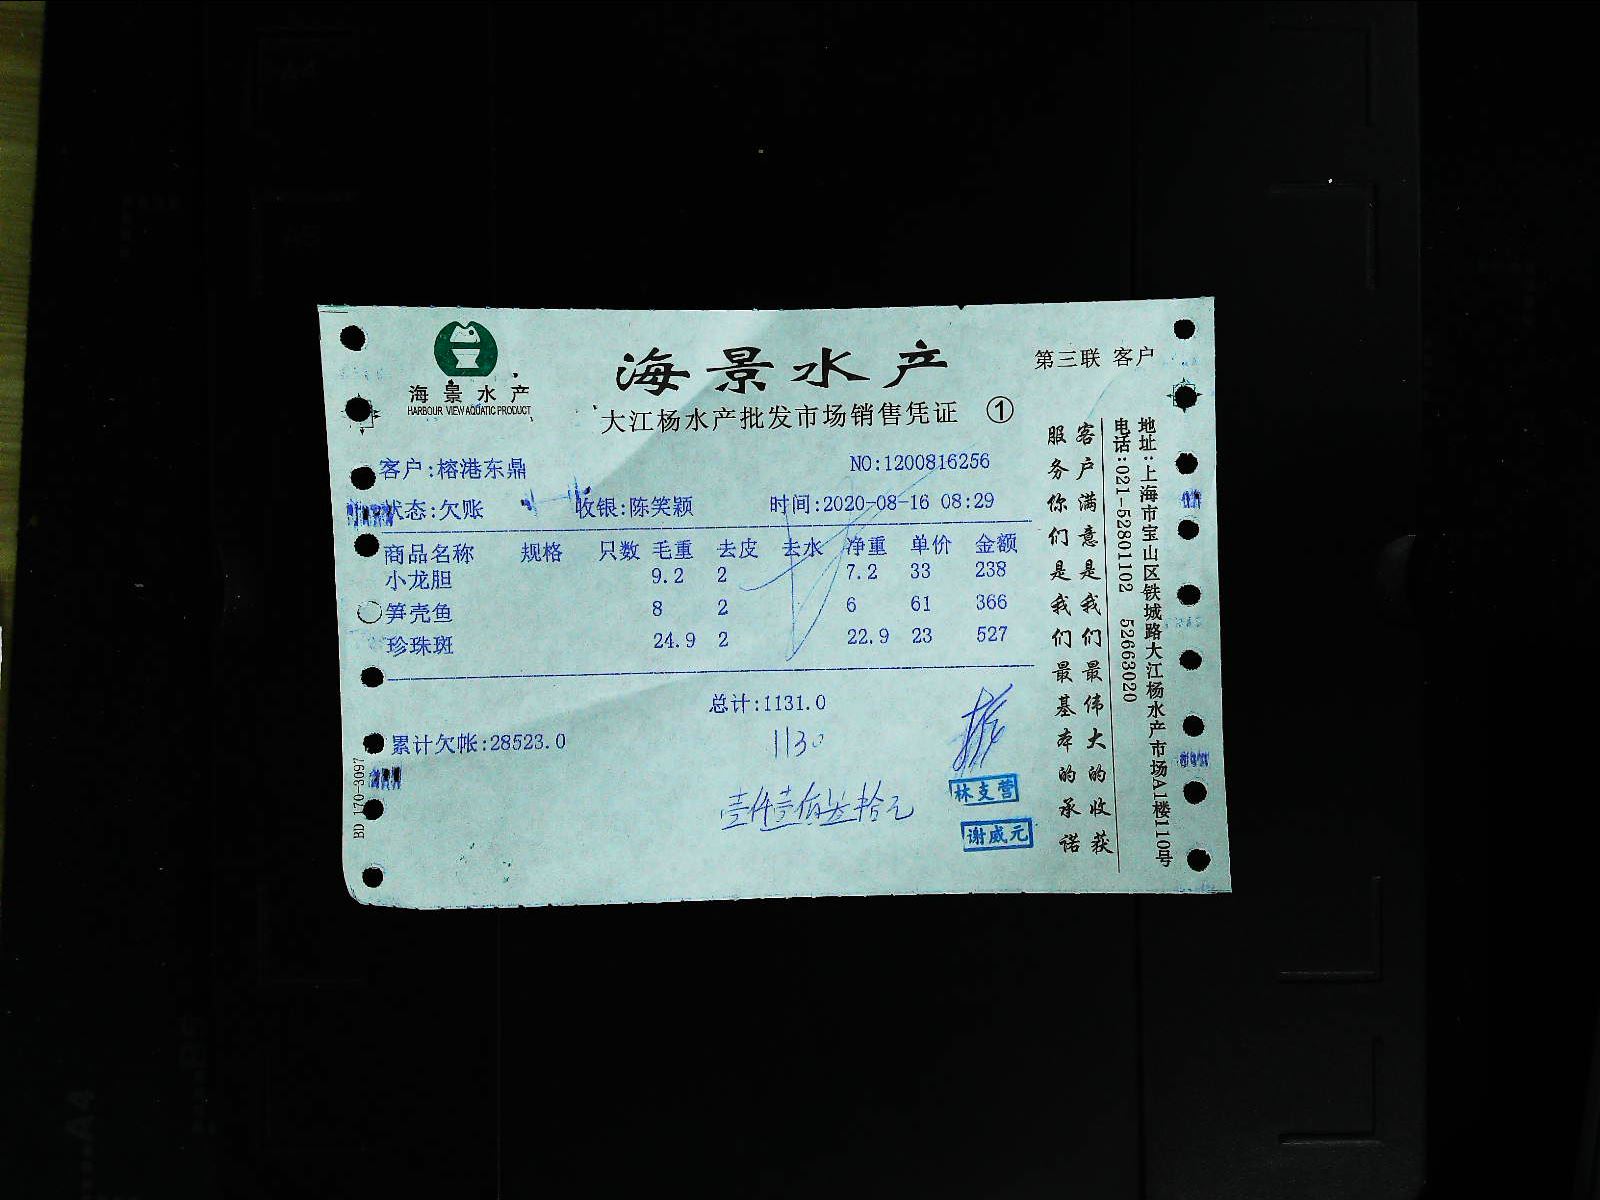 海景水产
HARBOUR VIEW AQUATIC PRODUCT
海景水产
第三联 客户
大江杨水产批发市场销售凭证 ①
客户:榕港东鼎
NO:1200816256
状态:欠账 收银:陈笑颖 时间:2020-08-16 08:29
商品名称 规格 只数 毛重 去皮 去水 净重 单价 金额
小龙胆 9.2 2 7.2 33 238
笋壳鱼 8 2 6 61 366
珍珠斑 24.9 2 22.9 23 527
总计:1131.0
累计欠帐:28523.0
1130
壹仟壹佰叁拾元
林支营
谢威元
客户满意是我们最伟大的收获
服务你们是我们最基本的承诺
地址:上海市宝山区铁城路大江杨水产市场A1楼110号
电话:021-52801102 52663020
BD 170-3097
A4